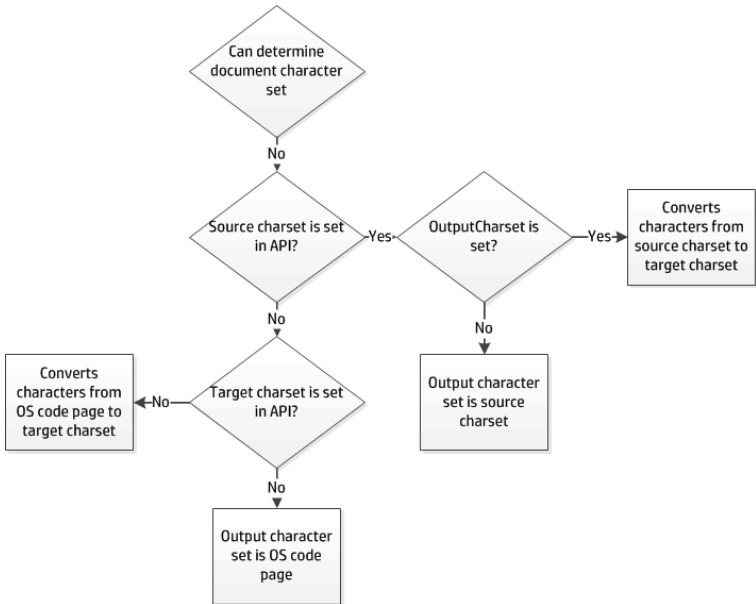 Can determine
document character
set
No
Source charset is set
in API?
Yes
OutputCharset is
set?
Yes
Converts
characters from
source charset to
target charset
No
No
Converts
characters from
OS code page to
target charset
No
Target charset is set
in API?
Output character
set is source
charset
No
Output character
set is OS code
page